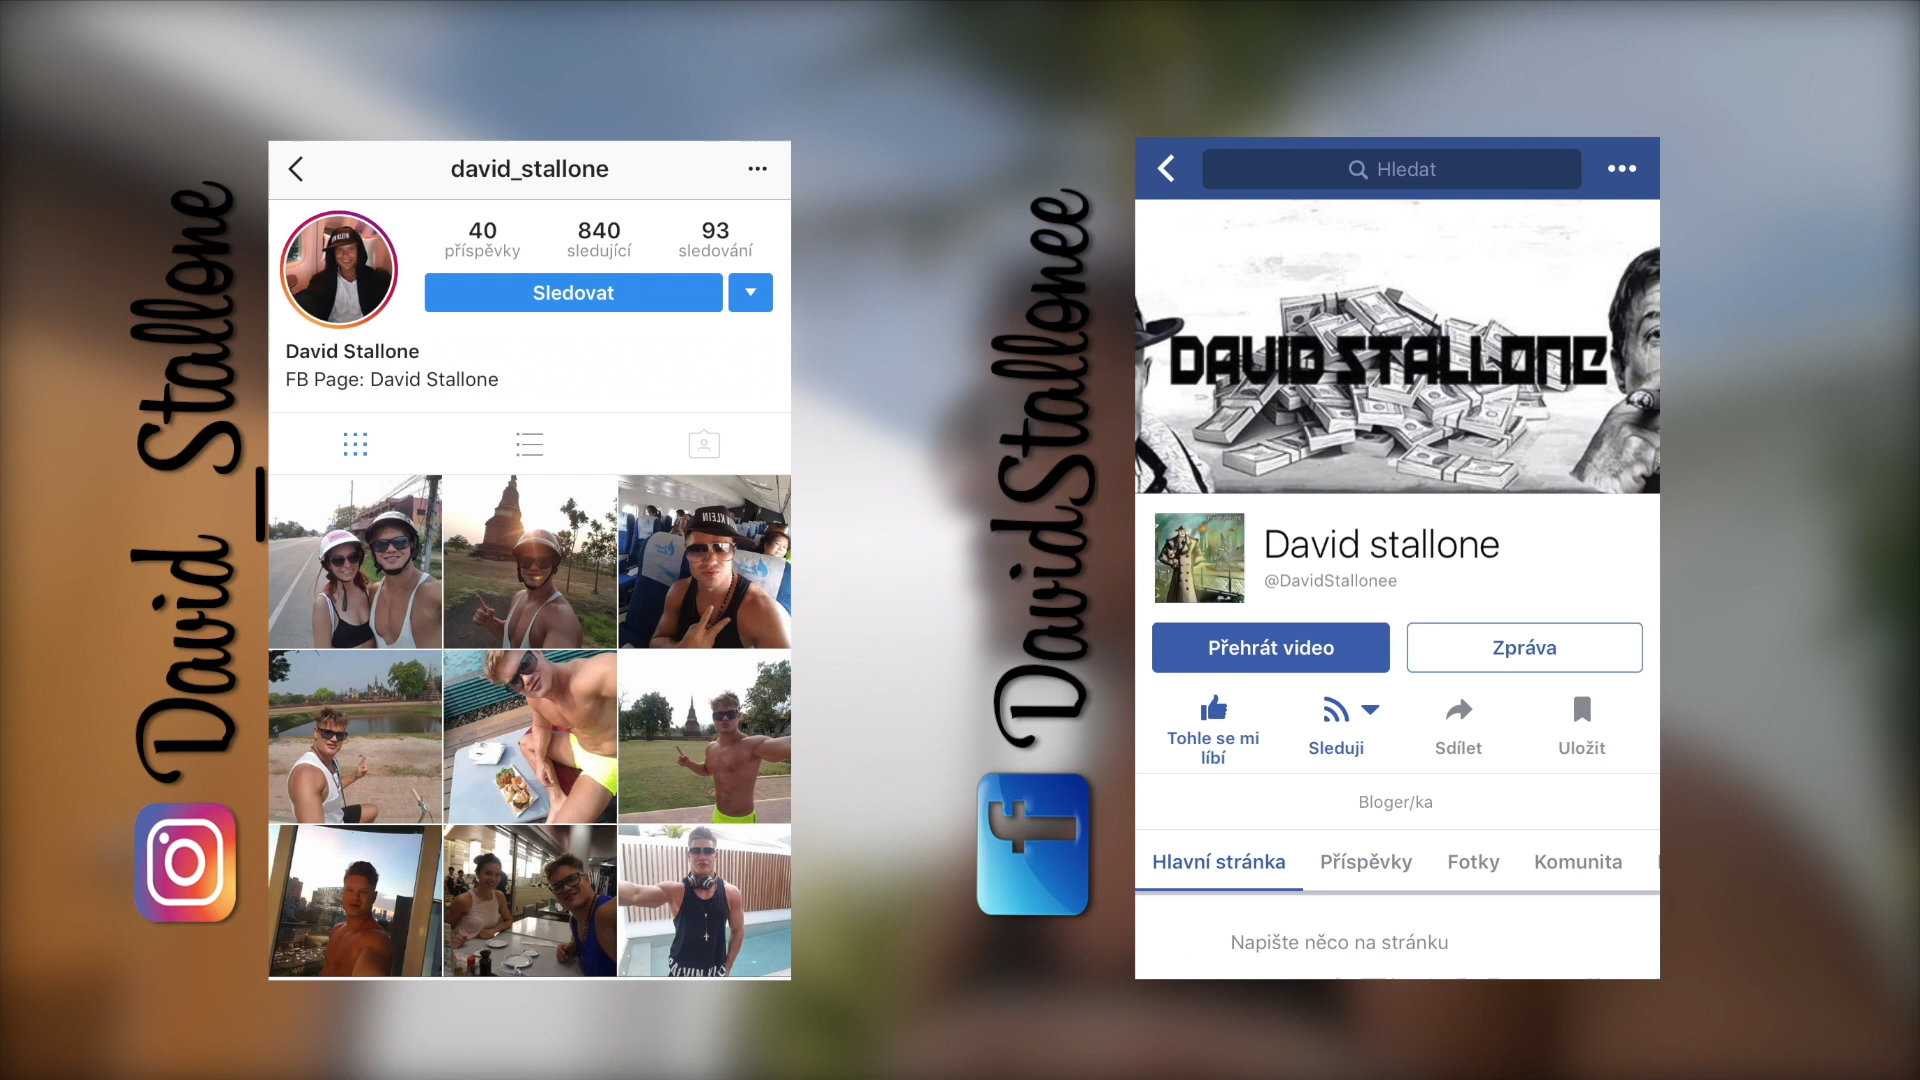 David_Stallone
david_stallone
40
840
93
příspěvky
sledující
sledování
Sledovat
David Stallone
FB Page: David Stallone
DavidStallonee
f
Hledat
DAVID STALLONE
David stallone
@DavidStallonee
Přehrát video
Zpráva
Tohle se mi
líbí
Sleduji
Sdílet
Uložit
Bloger/ka
Hlavní stránka
Příspěvky
Fotky
Komunita
Napište něco na stránku